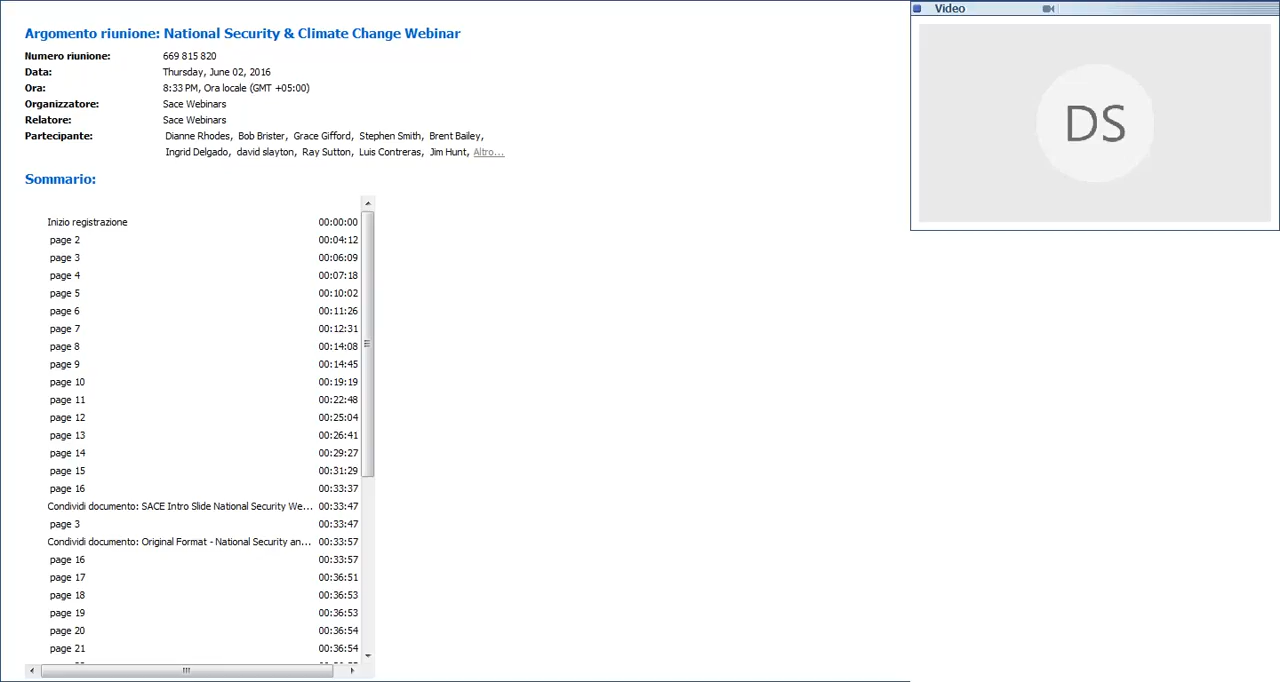 Argomento riunione: National Security & Climate Change Webinar
Numero riunione: 669 815 820
Data: Thursday, June 02, 2016
Ora: 8:33 PM, Ora locale (GMT +05:00)
Organizzatore: Sace Webinars
Relatore: Sace Webinars
Partecipante: Dianne Rhodes, Bob Brister, Grace Gifford, Stephen Smith, Brent Bailey,
Ingrid Delgado, david slayton, Ray Sutton, Luis Contreras, Jim Hunt, Altro...
Sommario:
Inizio registrazione 00:00:00
page 2 00:04:12
page 3 00:06:09
page 4 00:07:18
page 5 00:10:02
page 6 00:11:26
page 7 00:12:31
page 8 00:14:08
page 9 00:14:45
page 10 00:19:19
page 11 00:22:48
page 12 00:25:04
page 13 00:26:41
page 14 00:29:27
page 15 00:31:29
page 16 00:33:37
Condividi documento: SACE Intro Slide National Security We... 00:33:47
page 3 00:33:47
Condividi documento: Original Format - National Security an... 00:33:57
page 16 00:33:57
page 17 00:36:51
page 18 00:36:53
page 19 00:36:53
page 20 00:36:54
page 21 00:36:54
Video
DS